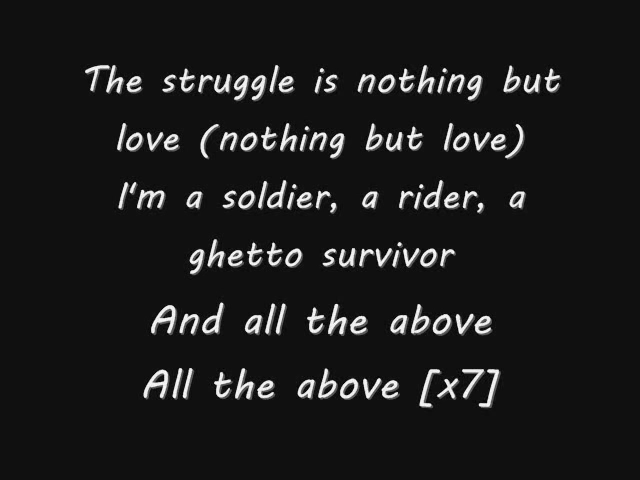 The struggle is nothing but
love (nothing but love)
I'm a soldier, a rider, a
ghetto survivor
And all the above
All the above [x7]